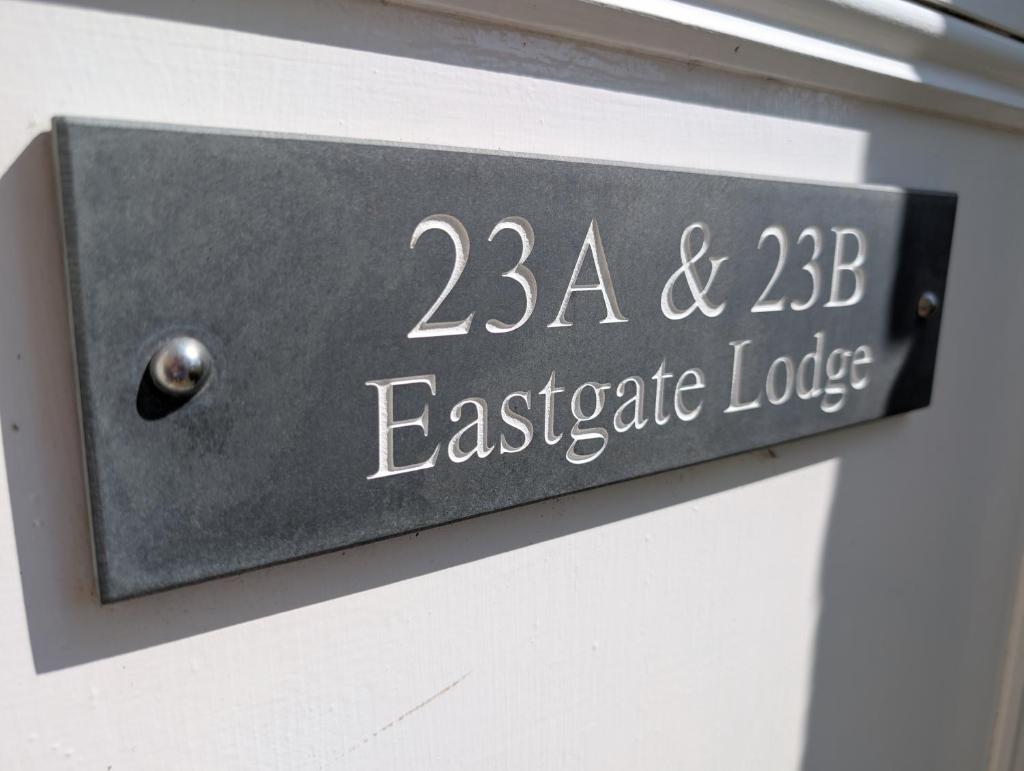 23A & 23B
Eastgate Lodge